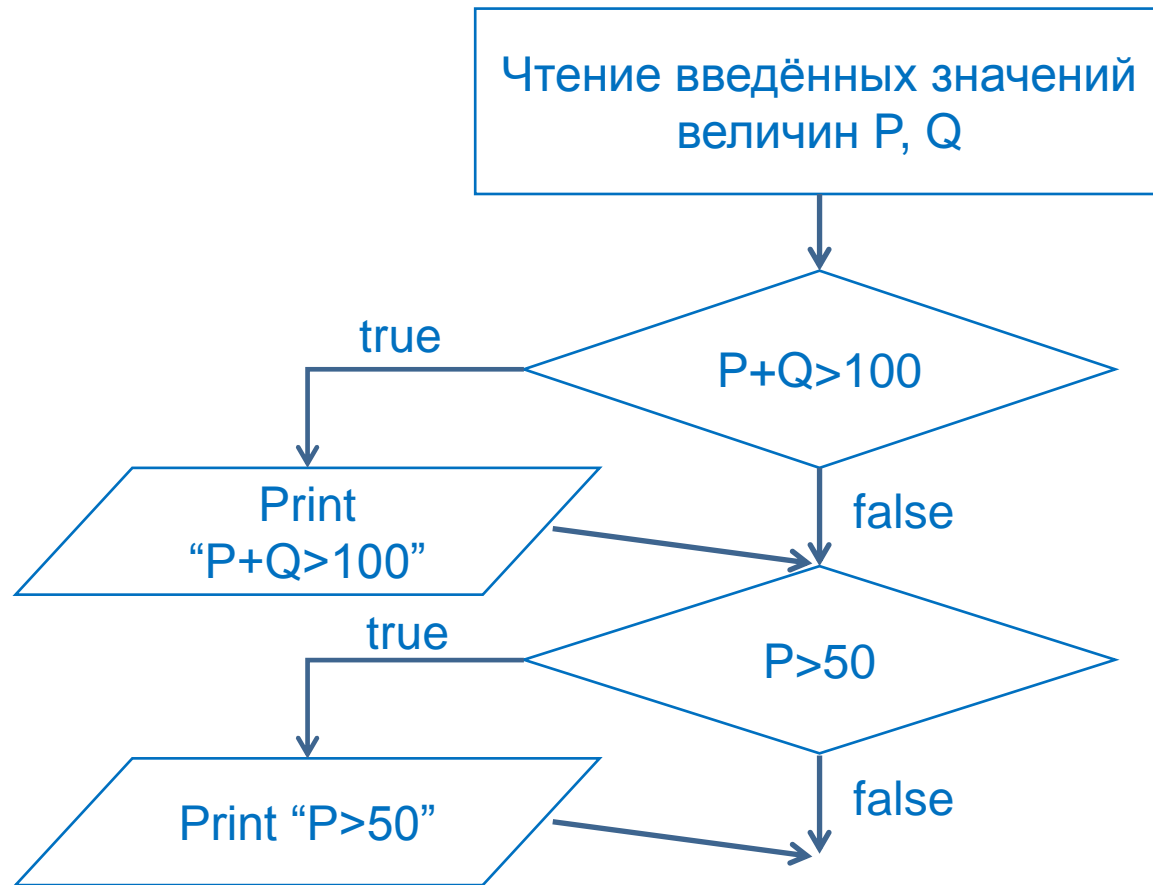 Чтение введённых значений
величин P, Q
true
P+Q>100
Print
“P+Q>100”
false
true
P>50
Print “P>50”
false